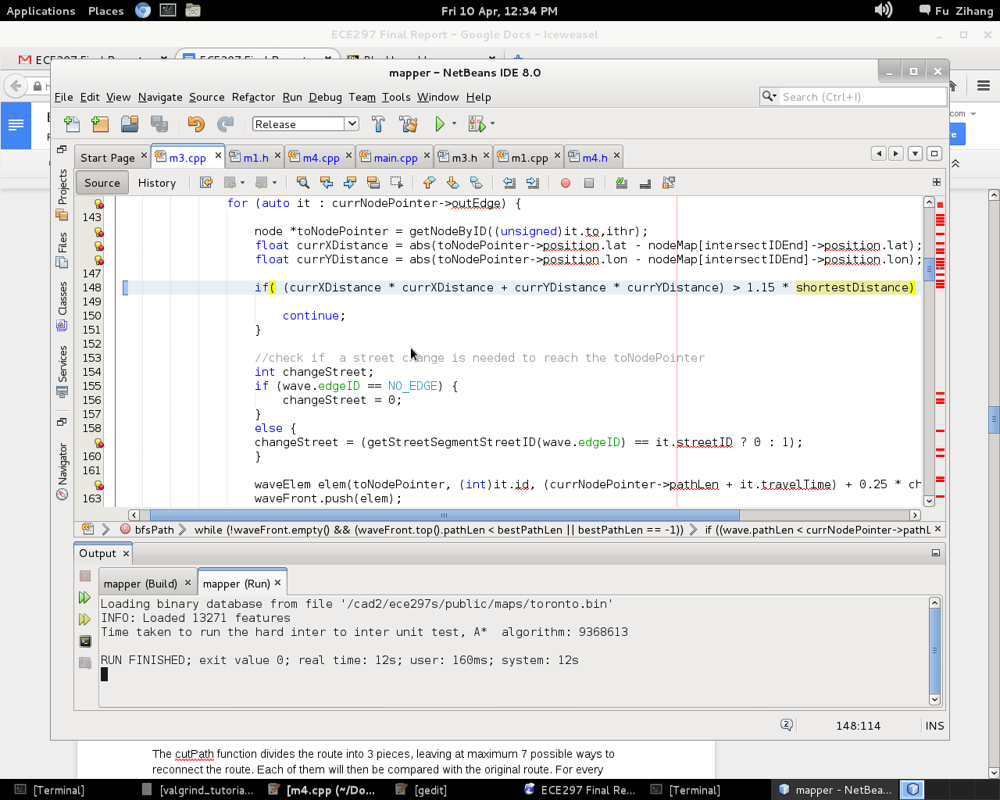 Applications Places Fri 10 Apr, 12:34 PM Fu Zihang
ECE297 Final Report - Google Docs - Iceweasel
mapper - NetBeans IDE 8.0
File Edit View Navigate Source Refactor Run Debug Team Tools Window Help Search (Ctrl+I)
Release
Start Page m3.cpp m1.h m4.cpp main.cpp m3.h m1.cpp m4.h
Source History
Projects
Files
Classes
Services
Navigator
for (auto it : currNodePointer->outEdge) {
143
node *toNodePointer = getNodeByID((unsigned)it.to,ithr);
float currXDistance = abs(toNodePointer->position.lat - nodeMap[intersectIDEnd]->position.lat);
float currYDistance = abs(toNodePointer->position.lon - nodeMap[intersectIDEnd]->position.lon);
147
148 if( (currXDistance * currXDistance + currYDistance * currYDistance) > 1.15 * shortestDistance)
149
150 continue;
151 }
152
153 //check if  a street change is needed to reach the toNodePointer
154 int changeStreet;
155 if (wave.edgeID == NO_EDGE) {
156 changeStreet = 0;
157 }
158 else {
changeStreet = (getStreetSegmentStreetID(wave.edgeID) == it.streetID ? 0 : 1);
160 }
161
waveElem elem(toNodePointer, (int)it.id, (currNodePointer->pathLen + it.travelTime) + 0.25 * ch
163 waveFront.push(elem);
bfsPath while (!waveFront.empty() && (waveFront.top().pathLen < bestPathLen || bestPathLen == -1)) if ((wave.pathLen < currNodePointer->pathL
Output
mapper (Build) mapper (Run)
Loading binary database from file '/cad2/ece297s/public/maps/toronto.bin'
INFO: Loaded 13271 features
Time taken to run the hard inter to inter unit test, A*  algorithm: 9368613
RUN FINISHED; exit value 0; real time: 12s; user: 160ms; system: 12s
2 148:114 INS
The cutPath function divides the route into 3 pieces, leaving at maximum 7 possible ways to
reconnect the route. Each of them will then be compared with the original route. For every
[Terminal] [valgrind_tutoria... [m4.cpp (~/Do... [gedit] ECE297 Final Re... [Terminal] mapper - NetBea...